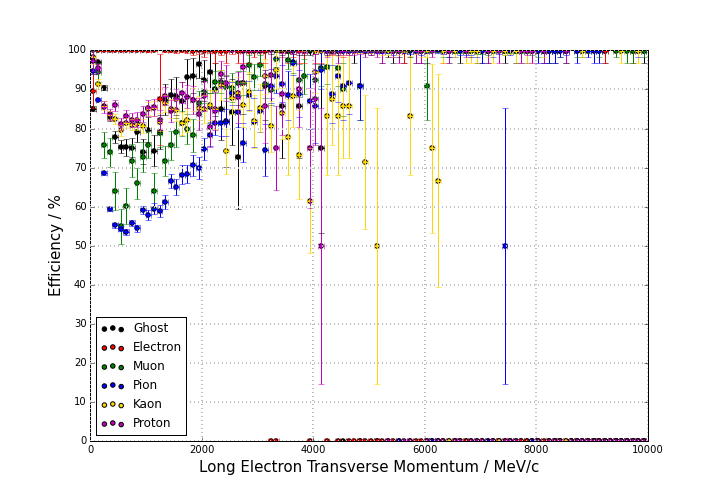 100
90
80
70
60
50
40
30
20
10
0
Efficiency / %
Ghost
Electron
Muon
Pion
Kaon
Proton
0 2000 4000 6000 8000 10000
Long Electron Transverse Momentum / MeV/c